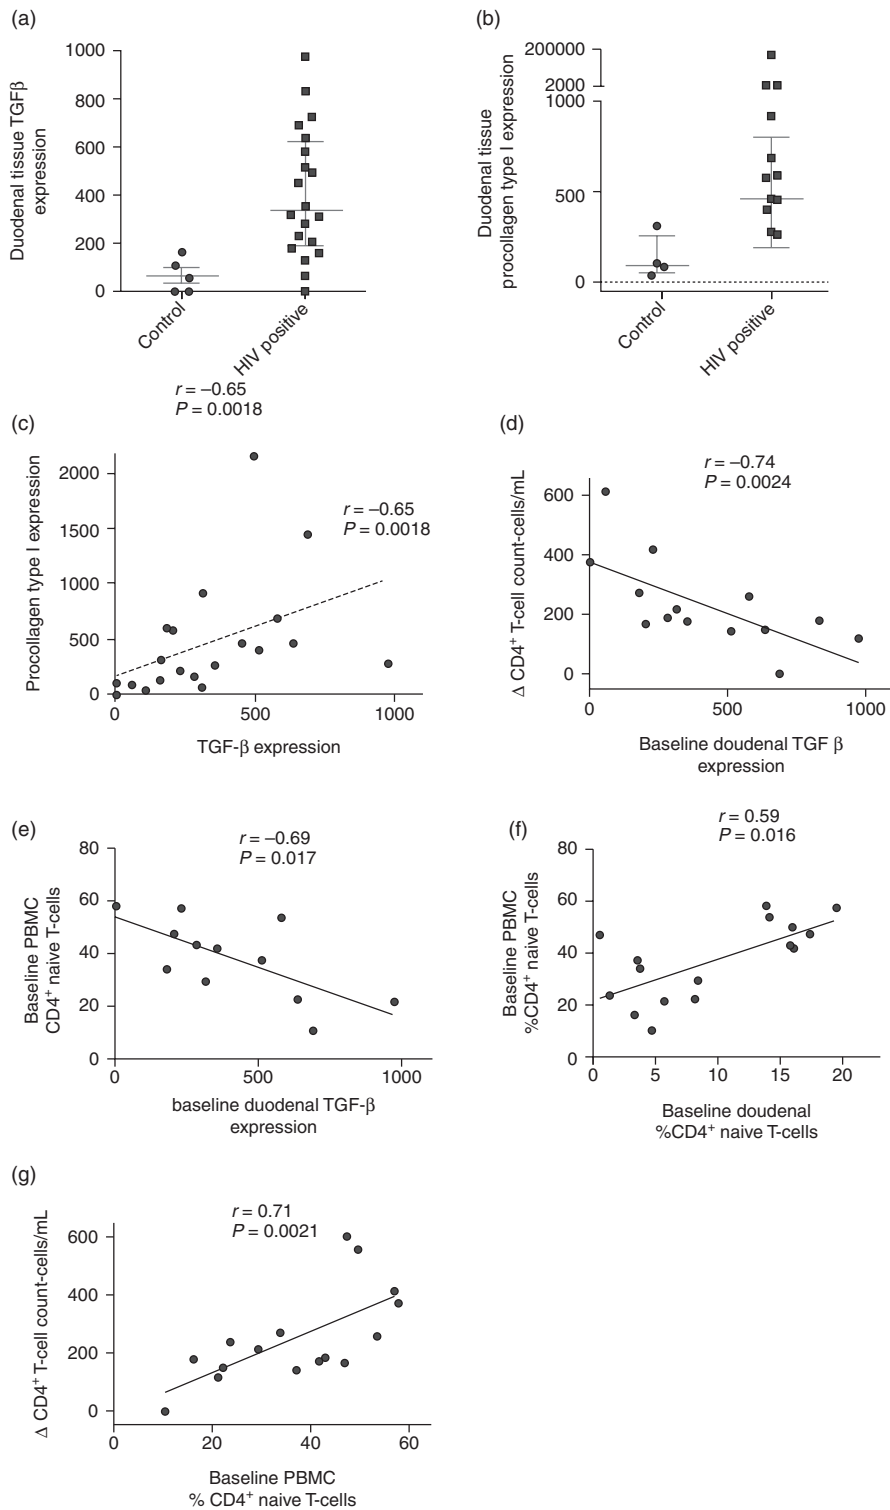 (a)
Duodenal tissue TGFβ
expression
1000
800
600
400
200
0
Control
HIV positive
(b)
Duodenal tissue
procollagen type I expression
200000
2000
1000
500
0
Control
HIV positive
r = –0.65
P = 0.0018
(c)
Procollagen type I expression
2000
1500
1000
500
0
r = –0.65
P = 0.0018
0
500
1000
TGF-β expression
(d)
r = –0.74
P = 0.0024
Δ CD4+ T-cell count-cells/mL
600
400
200
0
0
500
1000
Baseline doudenal TGF β
expression
(e)
r = –0.69
P = 0.017
Baseline PBMC
CD4+ naive T-cells
80
60
40
20
0
0
500
1000
baseline duodenal TGF-β
expression
(f)
r = 0.59
P = 0.016
Baseline PBMC
%CD4+ naive T-cells
80
60
40
20
0
0
5
10
15
20
Baseline doudenal
%CD4+ naive T-cells
(g)
r = 0.71
P = 0.0021
Δ CD4+ T-cell count-cells/mL
600
400
200
0
0
20
40
60
Baseline PBMC
% CD4+ naive T-cells